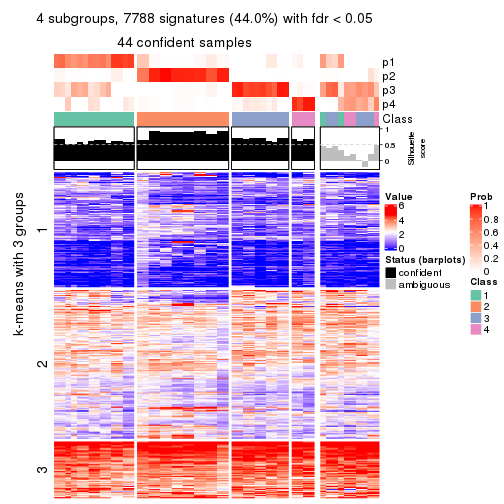 4 subgroups, 7788 signatures (44.0%) with fdr < 0.05
44 confident samples
p1
p2
p3
p4
Class
1
0.5
0
Silhouette
score
k-means with 3 groups
1
2
3
Value
6
4
2
0
Status (barplots)
confident
ambiguous
Prob
1
0.8
0.6
0.4
0.2
0
Class
1
2
3
4